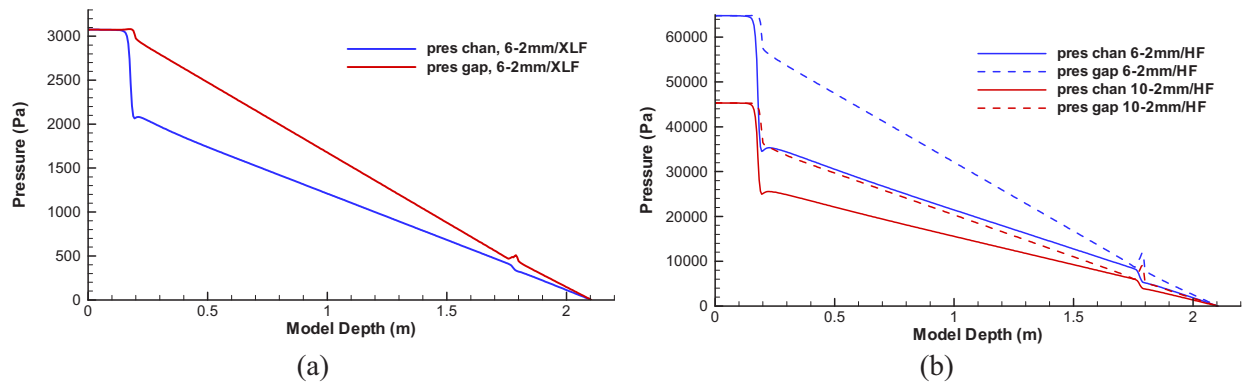 3000
2500
2000
1500
1000
500
0
Pressure (Pa)
pres chan, 6-2mm/XLF
pres gap, 6-2mm/XLF
0 0.5 1 1.5 2
Model Depth (m)
(a)
60000
50000
40000
30000
20000
10000
0
Pressure (Pa)
pres chan 6-2mm/HF
pres gap 6-2mm/HF
pres chan 10-2mm/HF
pres gap 10-2mm/HF
0 0.5 1 1.5 2
Model Depth (m)
(b)